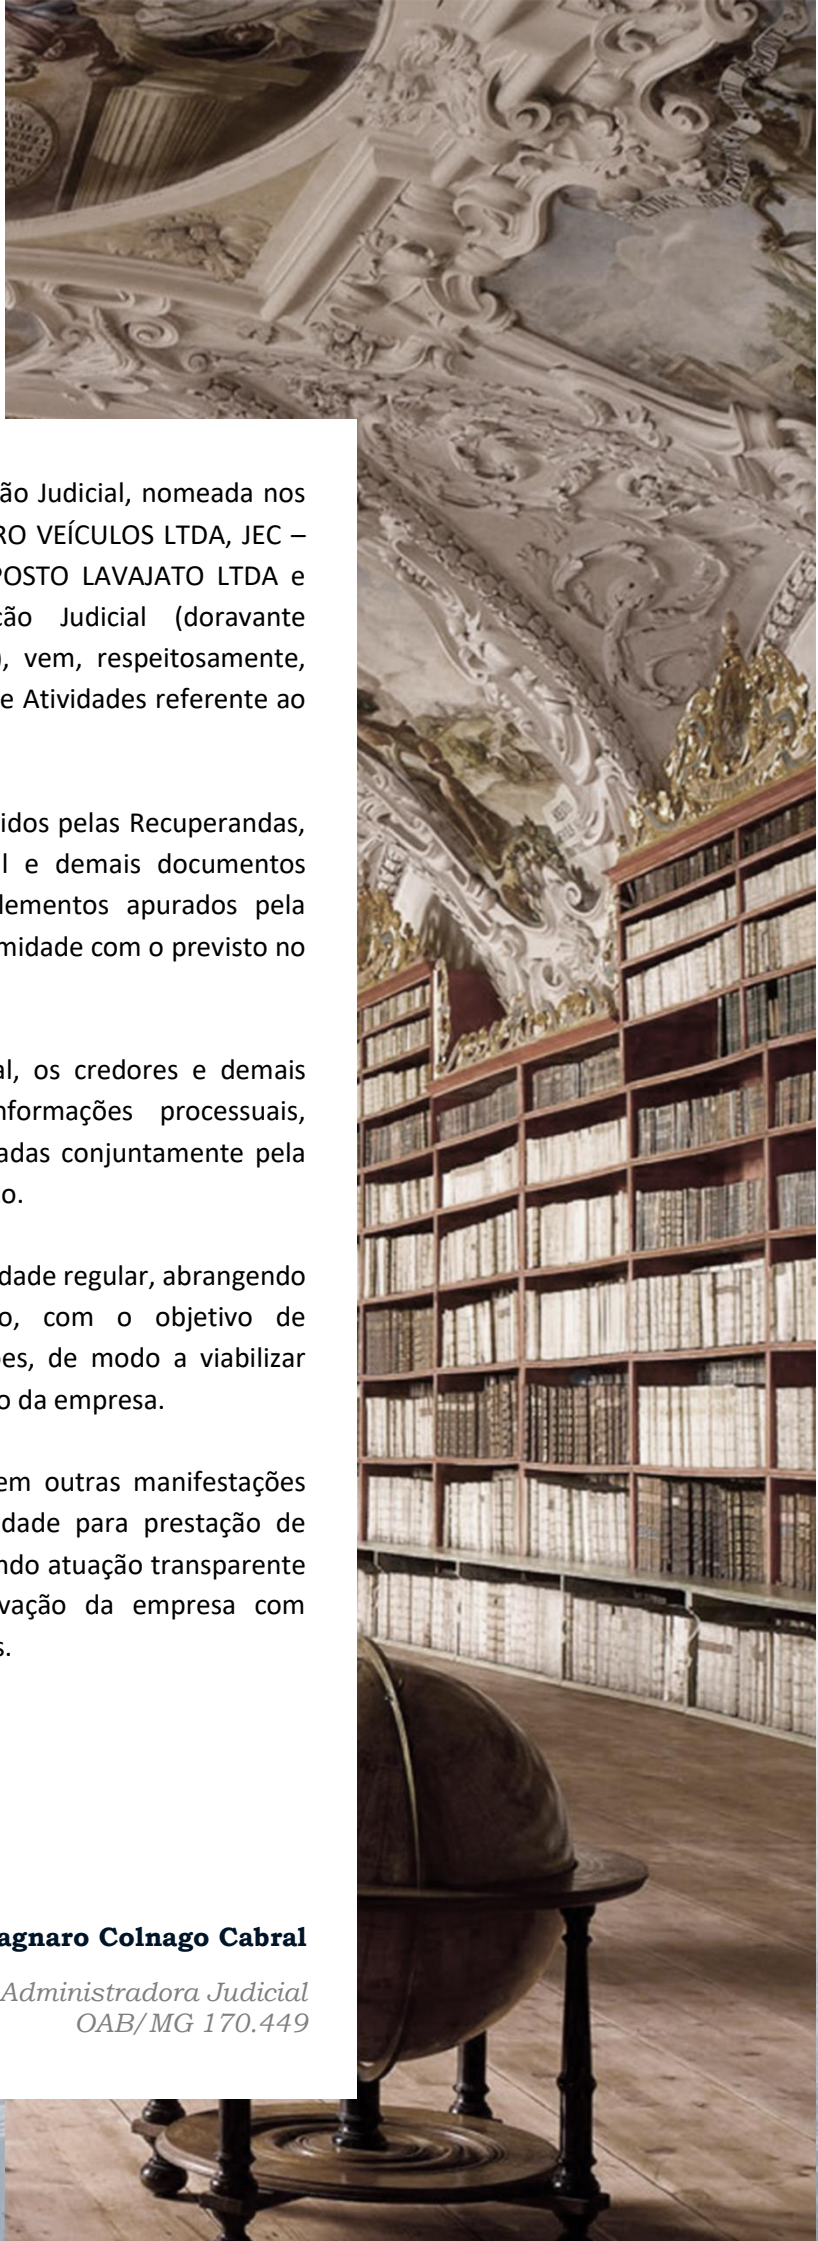 ão Judicial, nomeada nos
RO VEÍCULOS LTDA, JEC –
POSTO LAVAJATO LTDA e
ção Judicial (doravante
), vem, respeitosamente,
e Atividades referente ao
idos pelas Recuperandas,
l e demais documentos
lementos apurados pela
midade com o previsto no
al, os credores e demais
nformações processuais,
adas conjuntamente pela
o.
dade regular, abrangendo
o, com o objetivo de
es, de modo a viabilizar
o da empresa.
em outras manifestações
dade para prestação de
ndo atuação transparente
vação da empresa com
s.
agnaro Colnago Cabral
Administradora Judicial
OAB/MG 170.449